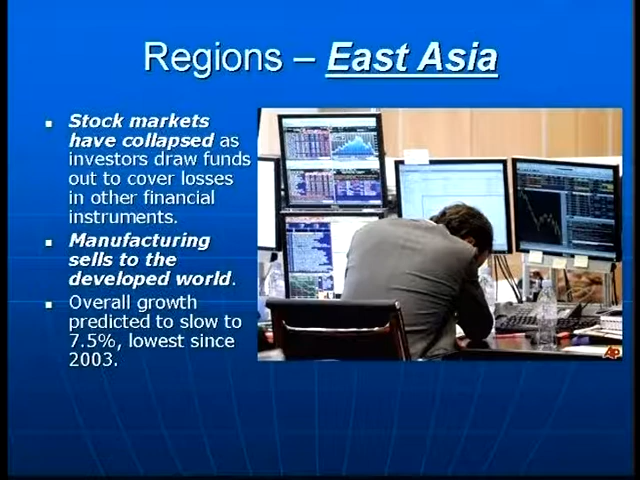 Regions – East Asia
Stock markets
have collapsed as
investors draw funds
out to cover losses
in other financial
instruments.
Manufacturing
sells to the
developed world.
Overall growth
predicted to slow to
7.5%, lowest since
2003.
AP